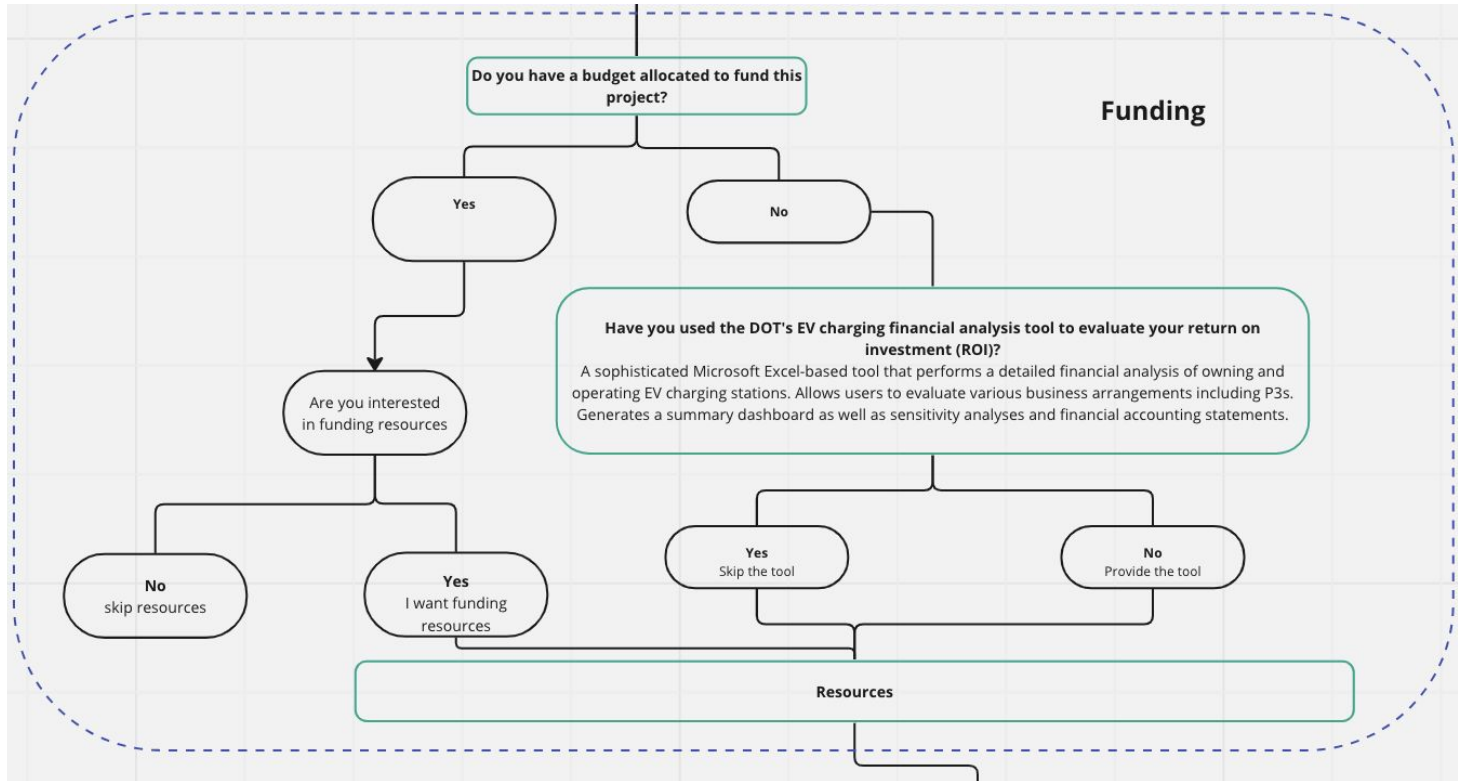 Do you have a budget allocated to fund this
project?
Funding
Yes
No
Have you used the DOT's EV charging financial analysis tool to evaluate your return on
investment (ROI)?
A sophisticated Microsoft Excel-based tool that performs a detailed financial analysis of owning and
operating EV charging stations. Allows users to evaluate various business arrangements including P3s.
Generates a summary dashboard as well as sensitivity analyses and financial accounting statements.
Are you interested
in funding resources
No
skip resources
Yes
I want funding
resources
Yes
Skip the tool
No
Provide the tool
Resources